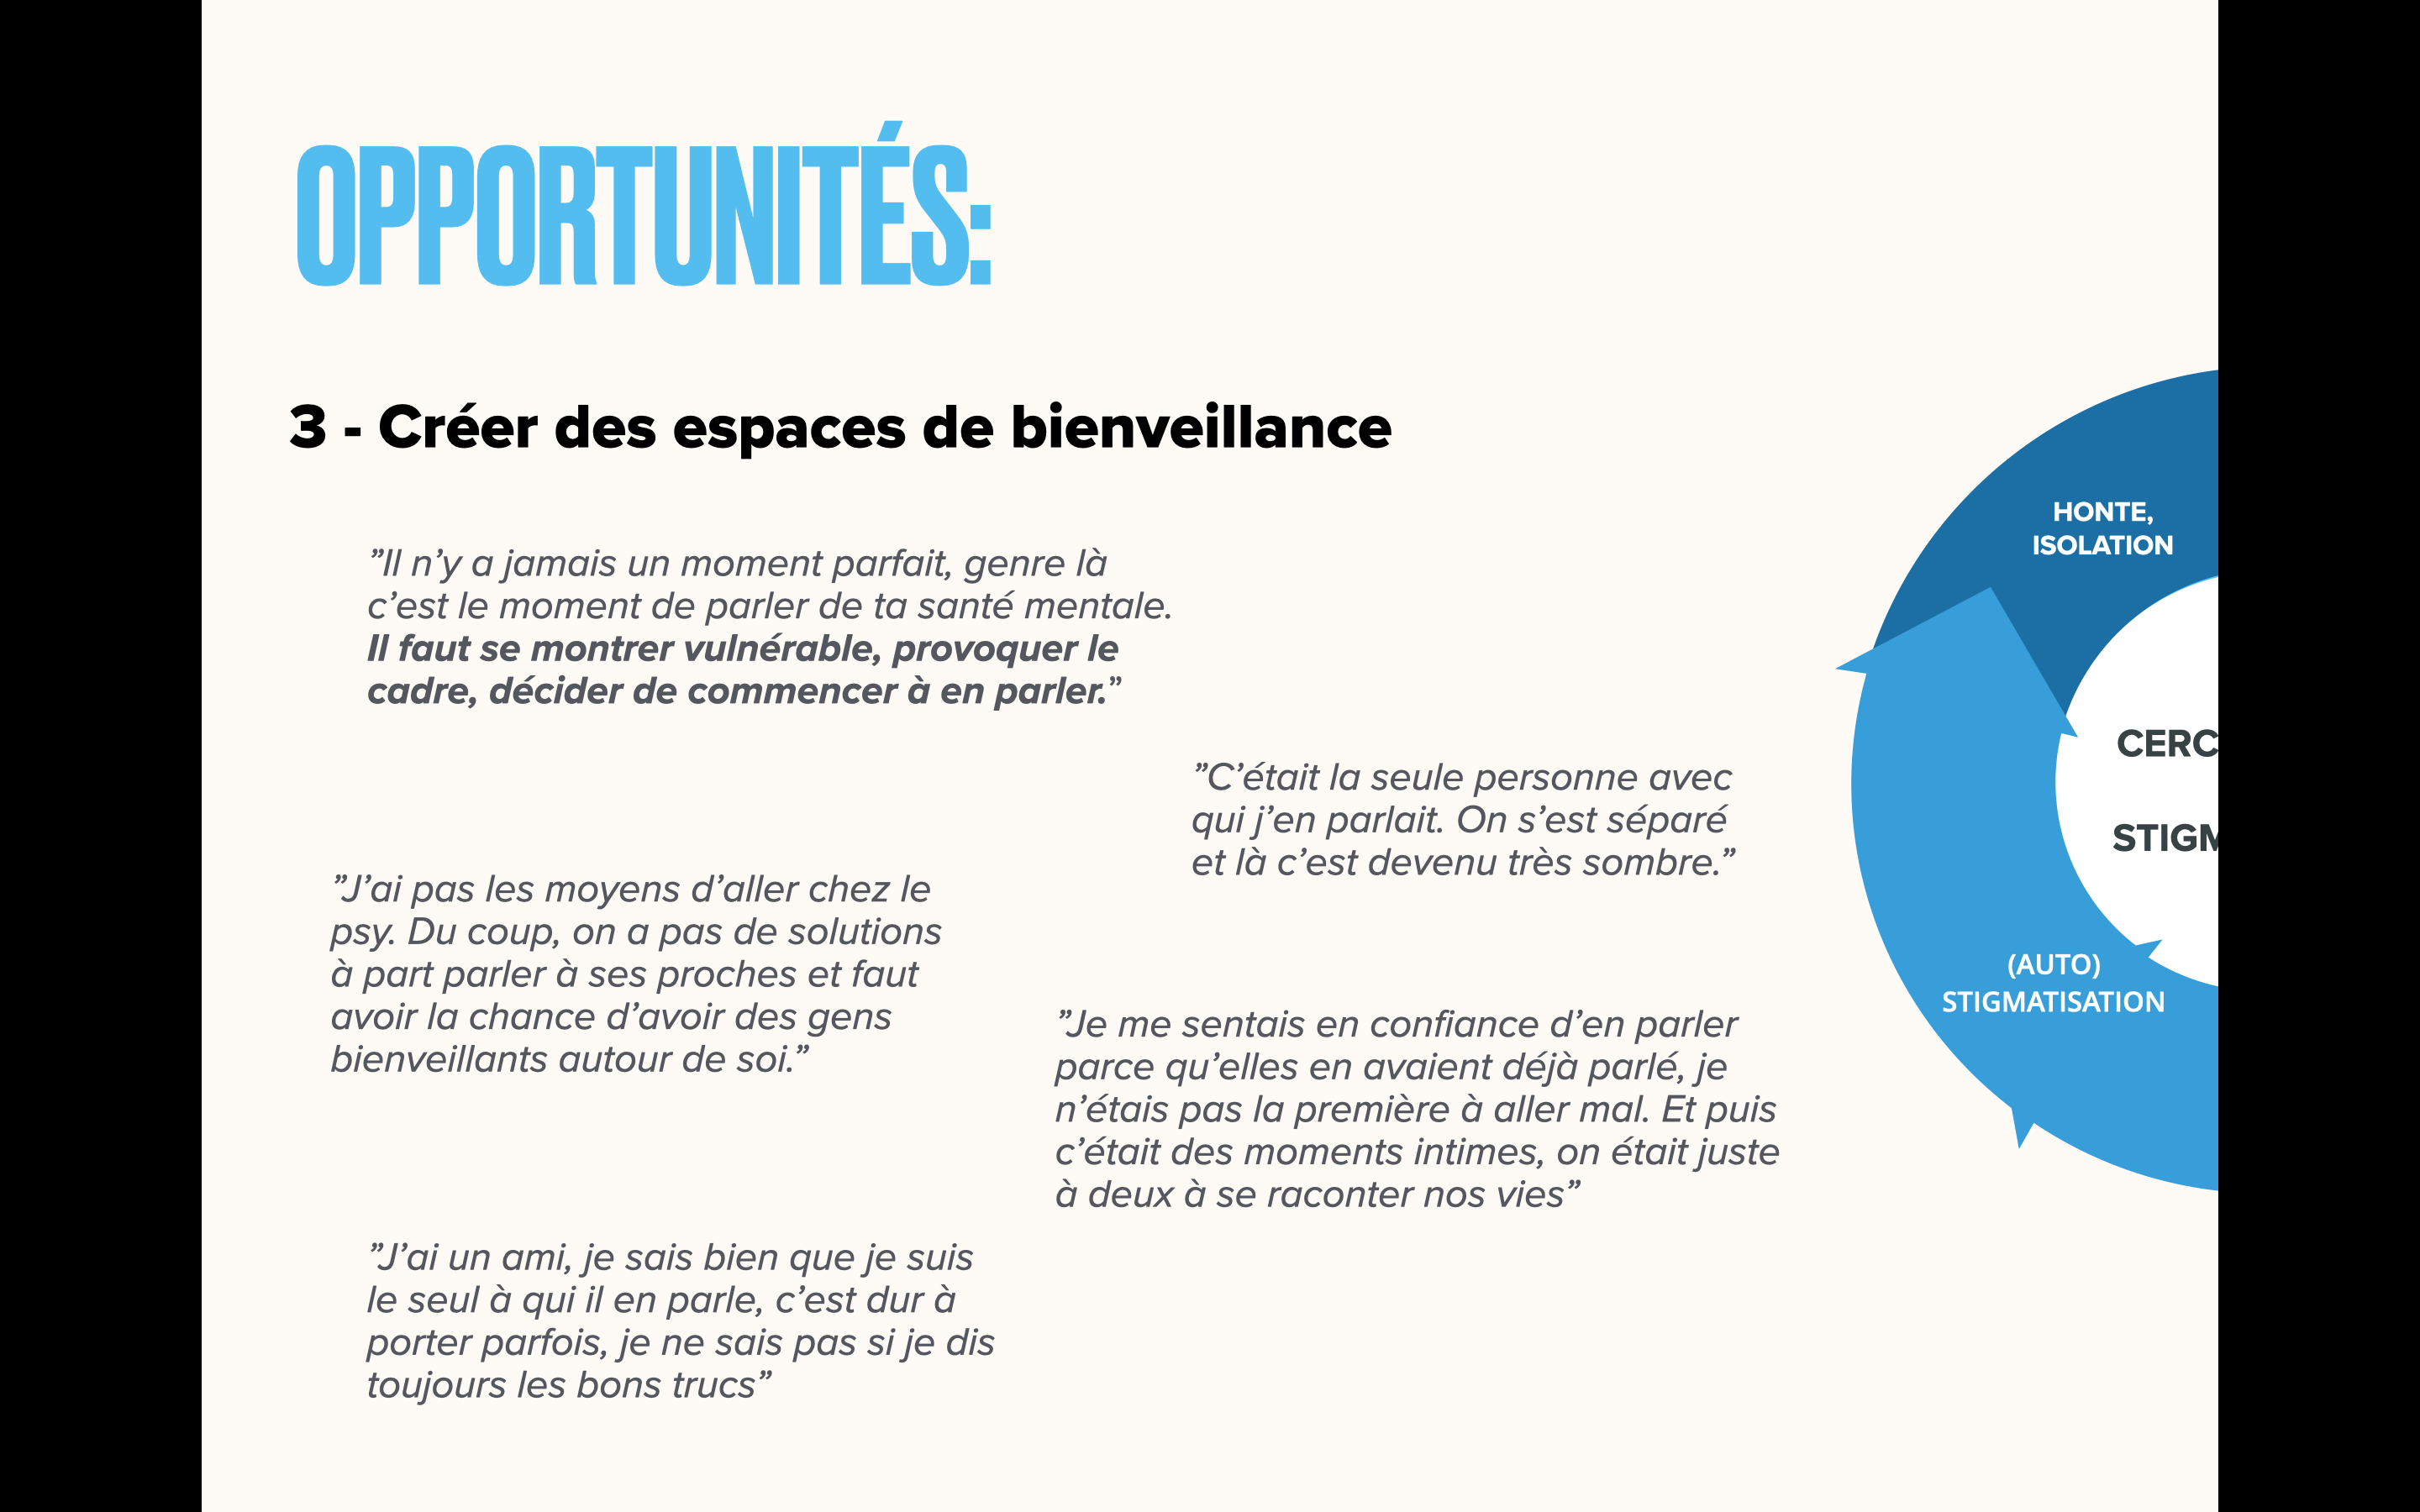 OPPORTUNITÉS:
3 - Créer des espaces de bienveillance
”Il n’y a jamais un moment parfait, genre là
c’est le moment de parler de ta santé mentale.
Il faut se montrer vulnérable, provoquer le
cadre, décider de commencer à en parler.”
”C’était la seule personne avec
qui j’en parlait. On s’est séparé
et là c’est devenu très sombre.”
”J’ai pas les moyens d’aller chez le
psy. Du coup, on a pas de solutions
à part parler à ses proches et faut
avoir la chance d’avoir des gens
bienveillants autour de soi.”
”Je me sentais en confiance d’en parler
parce qu’elles en avaient déjà parlé, je
n’étais pas la première à aller mal. Et puis
c’était des moments intimes, on était juste
à deux à se raconter nos vies”
”J’ai un ami, je sais bien que je suis
le seul à qui il en parle, c’est dur à
porter parfois, je ne sais pas si je dis
toujours les bons trucs”
HONTE,
ISOLATION
CERC
STIGM
(AUTO)
STIGMATISATION